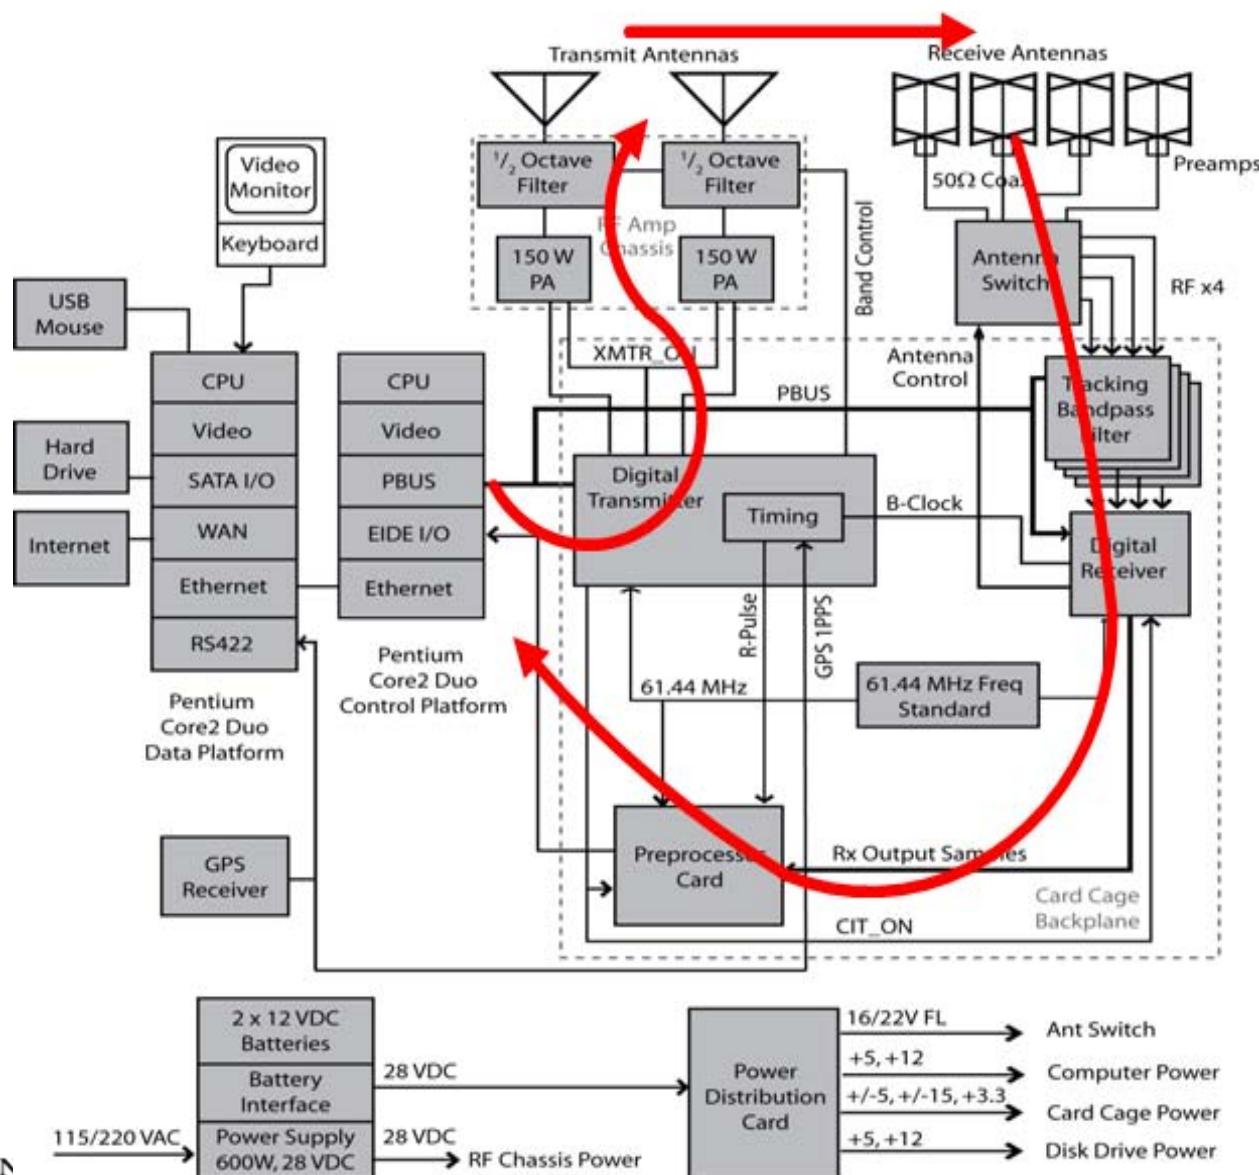 Transmit Antennas
Receive Antennas
Preamps
50Ω Coax
1/2 Octave
Filter
1/2 Octave
Filter
RF Amp
Chassis
150 W
PA
150 W
PA
Band Control
Antenna
Switch
RF x4
Video
Monitor
Keyboard
USB
Mouse
Hard
Drive
Internet
CPU
Video
SATA I/O
WAN
Ethernet
RS422
Pentium
Core2 Duo
Data Platform
CPU
Video
PBUS
EIDE I/O
Ethernet
Pentium
Core2 Duo
Control Platform
XMTR_ON
PBUS
Antenna
Control
Tracking
Bandpass
Filter
Digital
Transmitter
Timing
B-Clock
Digital
Receiver
R-Pulse
GPS 1PPS
61.44 MHz
61.44 MHz Freq
Standard
GPS
Receiver
Preprocesser
Card
Rx Output Samples
Card Cage
Backplane
CIT_ON
2 x 12 VDC
Batteries
Battery
Interface
Power Supply
600W, 28 VDC
115/220 VAC
28 VDC
28 VDC
RF Chassis Power
Power
Distribution
Card
16/22V FL
Ant Switch
+5, +12
Computer Power
+/-5, +/-15, +3.3
Card Cage Power
+5, +12
Disk Drive Power